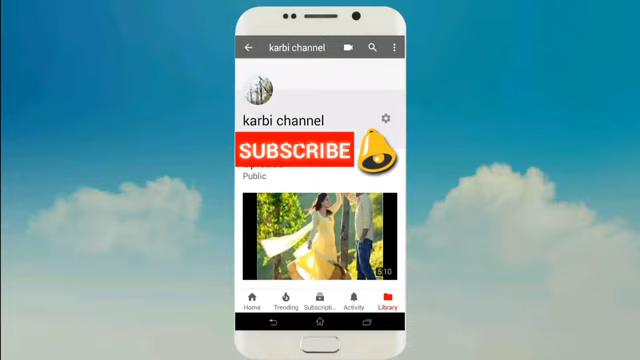 karbi channel
karbi channel
SUBSCRIBE
Public
5:10
Home
Trending
Subscripti...
Activity
Library